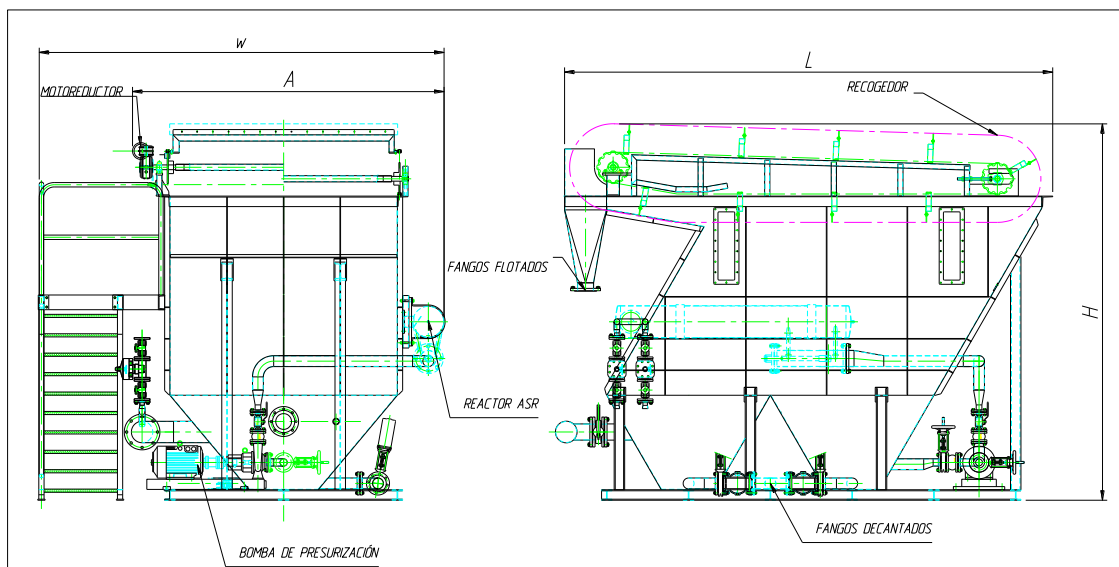 W
A
MOTOREDUCTOR
L
RECOGEDOR
FANGOS FLOTADOS
H
REACTOR ASR
FANGOS DECANTADOS
BOMBA DE PRESURIZACIÓN